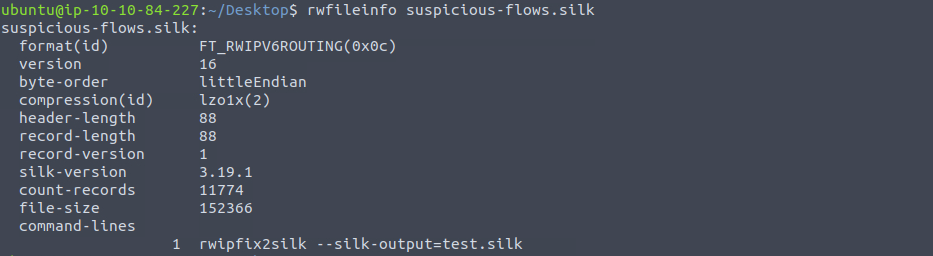 ubuntu@ip-10-10-84-227:~/Desktop$ rwfileinfo suspicious-flows.silk
suspicious-flows.silk:
format(id) FT_RWIPV6ROUTING(0x0c)
version 16
byte-order littleEndian
compression(id) lzo1x(2)
header-length 88
record-length 88
record-version 1
silk-version 3.19.1
count-records 11774
file-size 152366
command-lines
1 rwipfix2silk --silk-output=test.silk